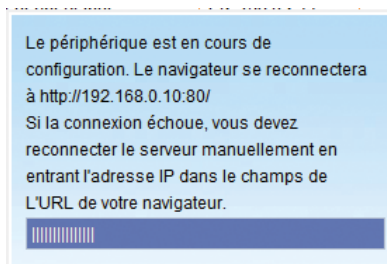 Le périphérique est en cours de
configuration. Le navigateur se reconnectera
à http://192.168.0.10:80/
Si la connexion échoue, vous devez
reconnecter le serveur manuellement en
entrant l'adresse IP dans le champs de
L'URL de votre navigateur.